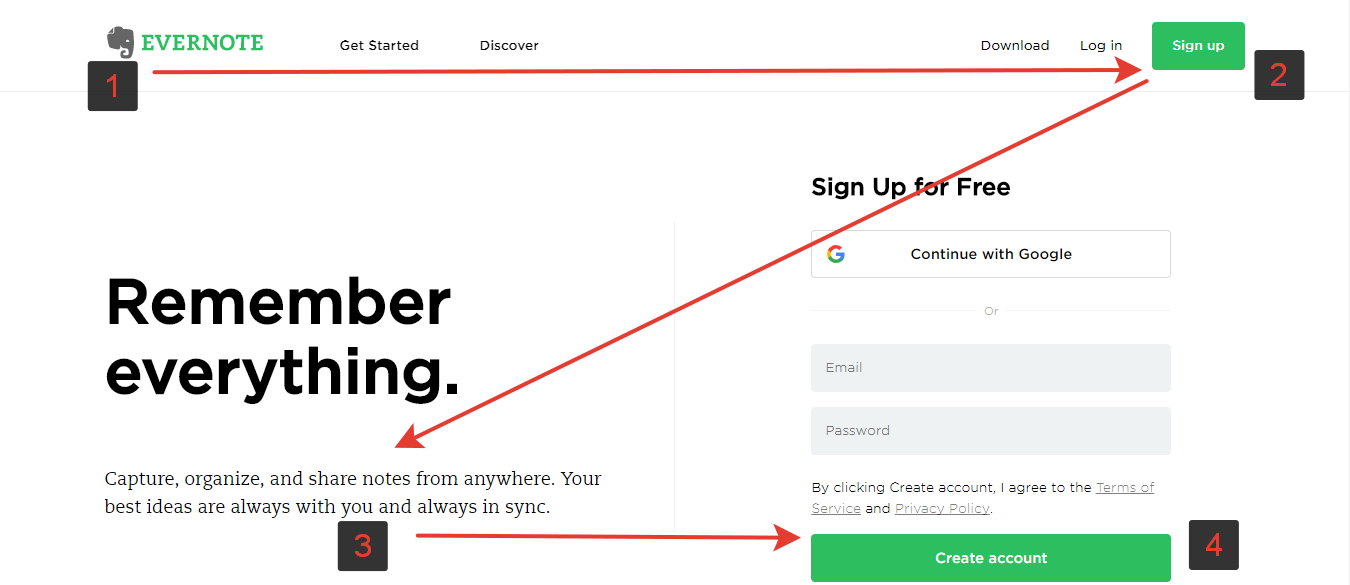 EVERNOTE Get Started Discover Download Log in Sign up
1
2
Sign Up for Free
Continue with Google
Or
Remember
everything.
Email
Password
Capture, organize, and share notes from anywhere. Your
best ideas are always with you and always in sync.
By clicking Create account, I agree to the Terms of
Service and Privacy Policy.
3
Create account
4